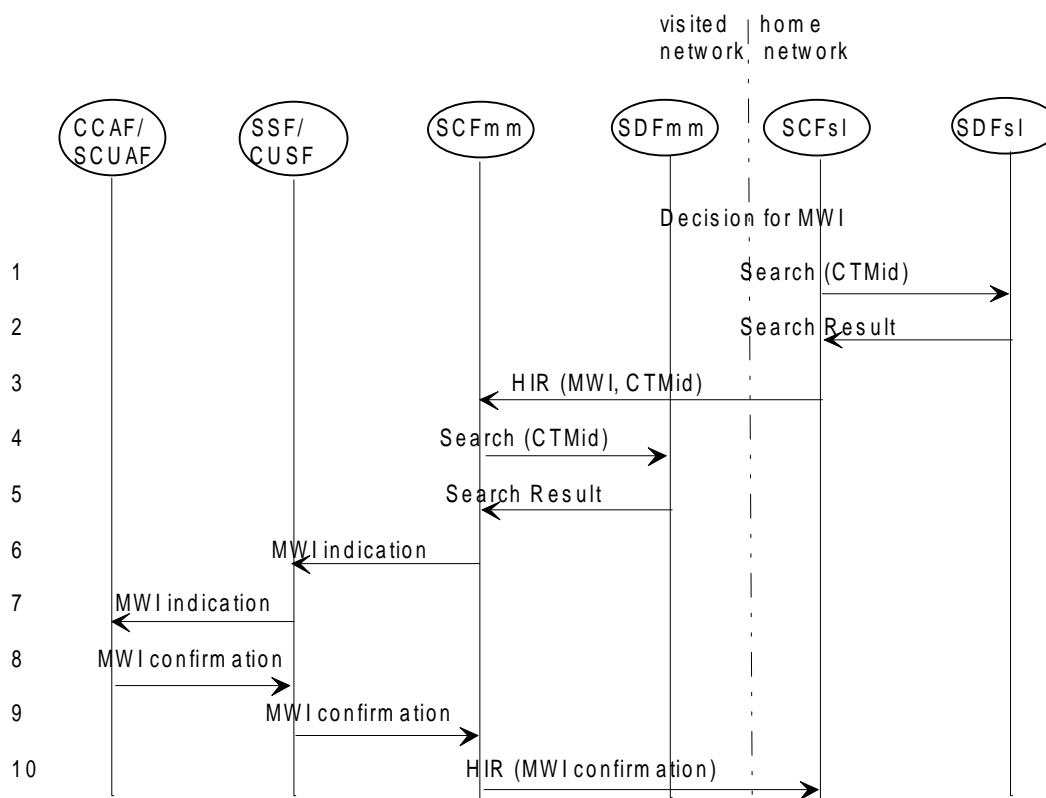 visited home
network network
CCAF/
SCUAF
SSF/
CUSF
SCFmm
SDFmm
SCFsl
SDFsl
Decision for MWI
1
Search (CTMid)
2
Search Result
3
HIR (MWI, CTMid)
4
Search (CTMid)
5
Search Result
6
MWI indication
7
MWI indication
8
MWI confirmation
9
MWI confirmation
10
HIR (MWI confirmation)